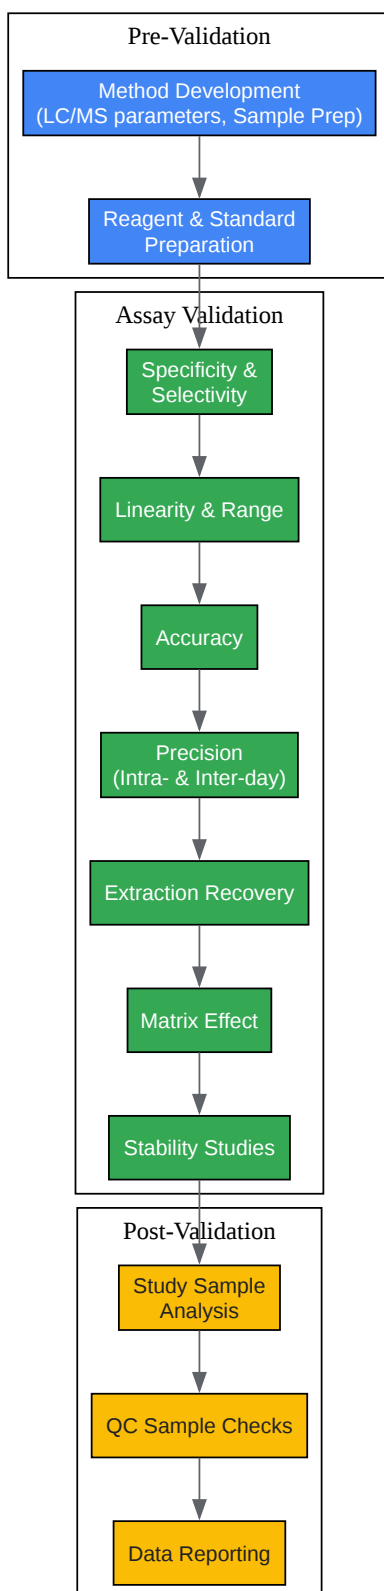 Pre-Validation
Method Development
(LC/MS parameters, Sample Prep)
Reagent & Standard
Preparation
Assay Validation
Specificity &
Selectivity
Linearity & Range
Accuracy
Precision
(Intra- & Inter-day)
Extraction Recovery
Matrix Effect
Stability Studies
Post-Validation
Study Sample
Analysis
QC Sample Checks
Data Reporting